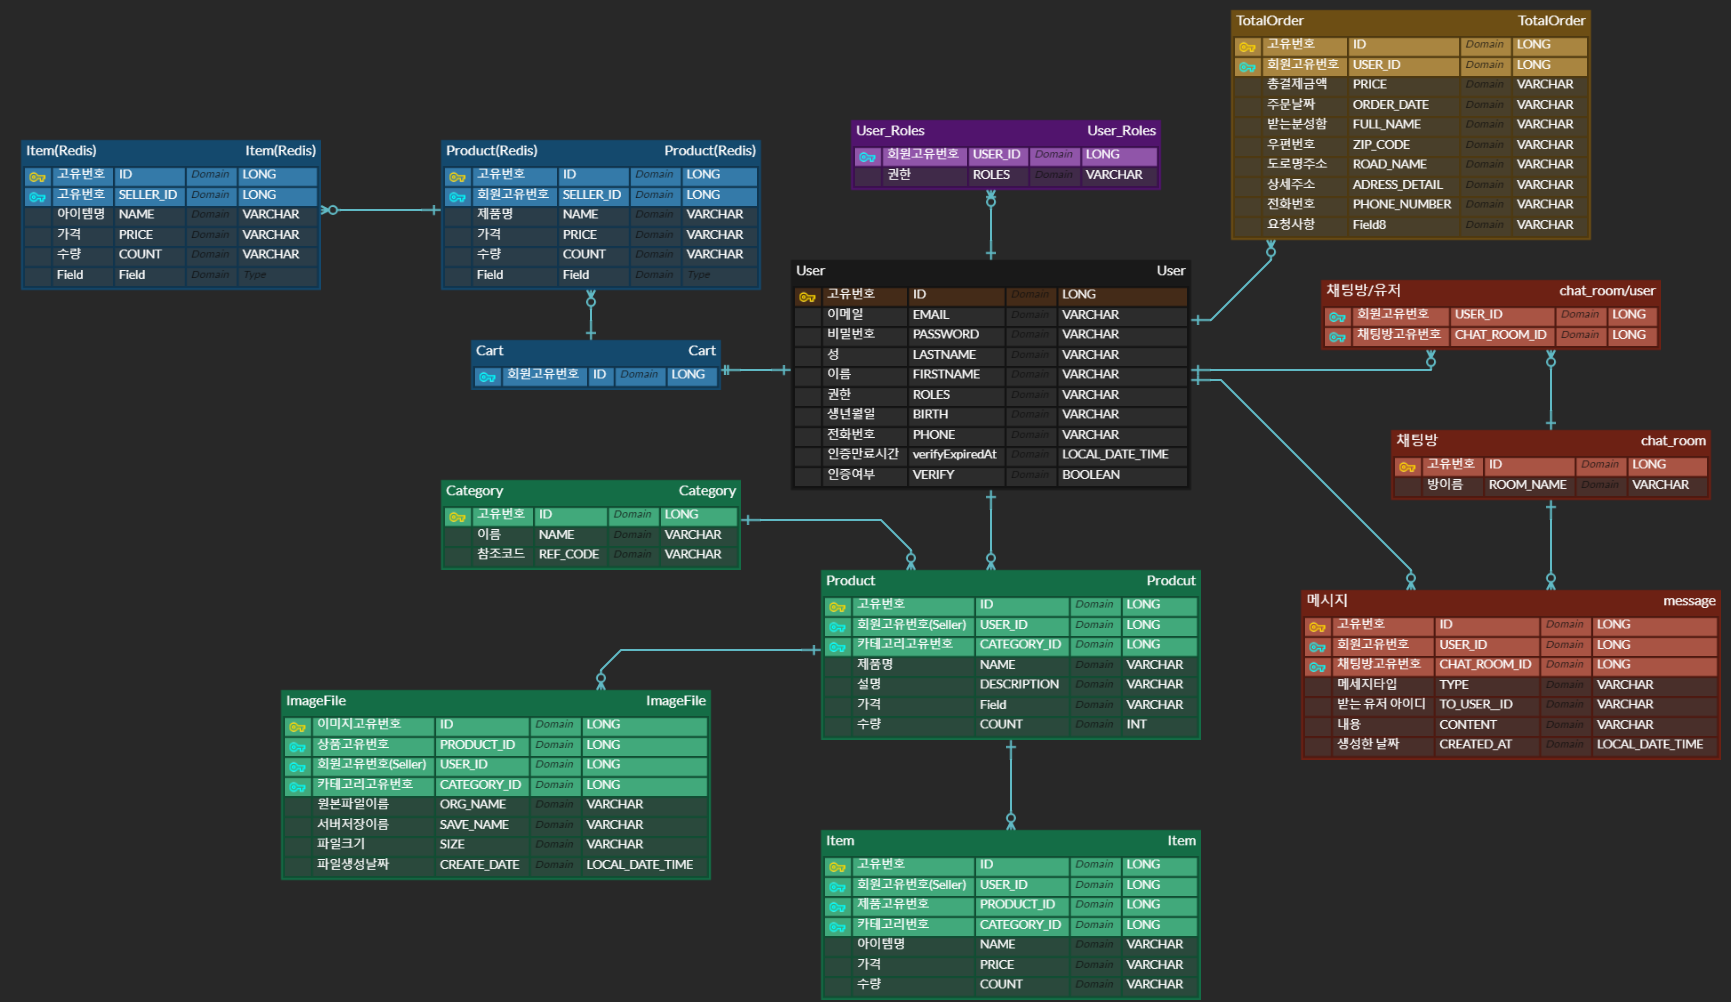 TotalOrder TotalOrder
고유번호 ID Domain LONG
회원고유번호 USER_ID Domain LONG
총결제금액 PRICE Domain VARCHAR
주문날짜 ORDER_DATE Domain VARCHAR
받는분성함 FULL_NAME Domain VARCHAR
우편번호 ZIP_CODE Domain VARCHAR
도로명주소 ROAD_NAME Domain VARCHAR
상세주소 ADRESS_DETAIL Domain VARCHAR
전화번호 PHONE_NUMBER Domain VARCHAR
요청사항 Field8 Domain VARCHAR
Item(Redis) Item(Redis)
고유번호 ID Domain LONG
고유번호 SELLER_ID Domain LONG
아이템명 NAME Domain VARCHAR
가격 PRICE Domain VARCHAR
수량 COUNT Domain VARCHAR
Field Field Domain Type
Product(Redis) Product(Redis)
고유번호 ID Domain LONG
회원고유번호 SELLER_ID Domain LONG
제품명 NAME Domain VARCHAR
가격 PRICE Domain VARCHAR
수량 COUNT Domain VARCHAR
Field Field Domain Type
User_Roles User_Roles
회원고유번호 USER_ID Domain LONG
권한 ROLES Domain VARCHAR
User User
고유번호 ID Domain LONG
이메일 EMAIL Domain VARCHAR
비밀번호 PASSWORD Domain VARCHAR
성 LASTNAME Domain VARCHAR
이름 FIRSTNAME Domain VARCHAR
권한 ROLES Domain VARCHAR
생년월일 BIRTH Domain VARCHAR
전화번호 PHONE Domain VARCHAR
인증만료시간 verifyExpiredAt Domain LOCAL_DATE_TIME
인증여부 VERIFY Domain BOOLEAN
채팅방/유저 chat_room/user
회원고유번호 USER_ID Domain LONG
채팅방고유번호 CHAT_ROOM_ID Domain LONG
Cart Cart
회원고유번호 ID Domain LONG
채팅방 chat_room
고유번호 ID Domain LONG
방이름 ROOM_NAME Domain VARCHAR
Category Category
고유번호 ID Domain LONG
이름 NAME Domain VARCHAR
참조코드 REF_CODE Domain VARCHAR
Product Prodcut
고유번호 ID Domain LONG
회원고유번호(Seller) USER_ID Domain LONG
카테고리고유번호 CATEGORY_ID Domain LONG
제품명 NAME Domain VARCHAR
설명 DESCRIPTION Domain VARCHAR
가격 Field Domain VARCHAR
수량 COUNT Domain INT
메시지 message
고유번호 ID Domain LONG
회원고유번호 USER_ID Domain LONG
채팅방고유번호 CHAT_ROOM_ID Domain LONG
메세지타입 TYPE Domain VARCHAR
받는 유저 아이디 TO_USER_ID Domain VARCHAR
내용 CONTENT Domain VARCHAR
생성한 날짜 CREATED_AT Domain LOCAL_DATE_TIME
ImageFile ImageFile
이미지고유번호 ID Domain LONG
상품고유번호 PRODUCT_ID Domain LONG
회원고유번호(Seller) USER_ID Domain LONG
카테고리고유번호 CATEGORY_ID Domain LONG
원본파일이름 ORG_NAME Domain VARCHAR
서버저장이름 SAVE_NAME Domain VARCHAR
파일크기 SIZE Domain VARCHAR
파일생성날짜 CREATE_DATE Domain LOCAL_DATE_TIME
Item Item
고유번호 ID Domain LONG
회원고유번호(Seller) USER_ID Domain LONG
제품고유번호 PRODUCT_ID Domain LONG
카테고리번호 CATEGORY_ID Domain LONG
아이템명 NAME Domain VARCHAR
가격 PRICE Domain VARCHAR
수량 COUNT Domain VARCHAR